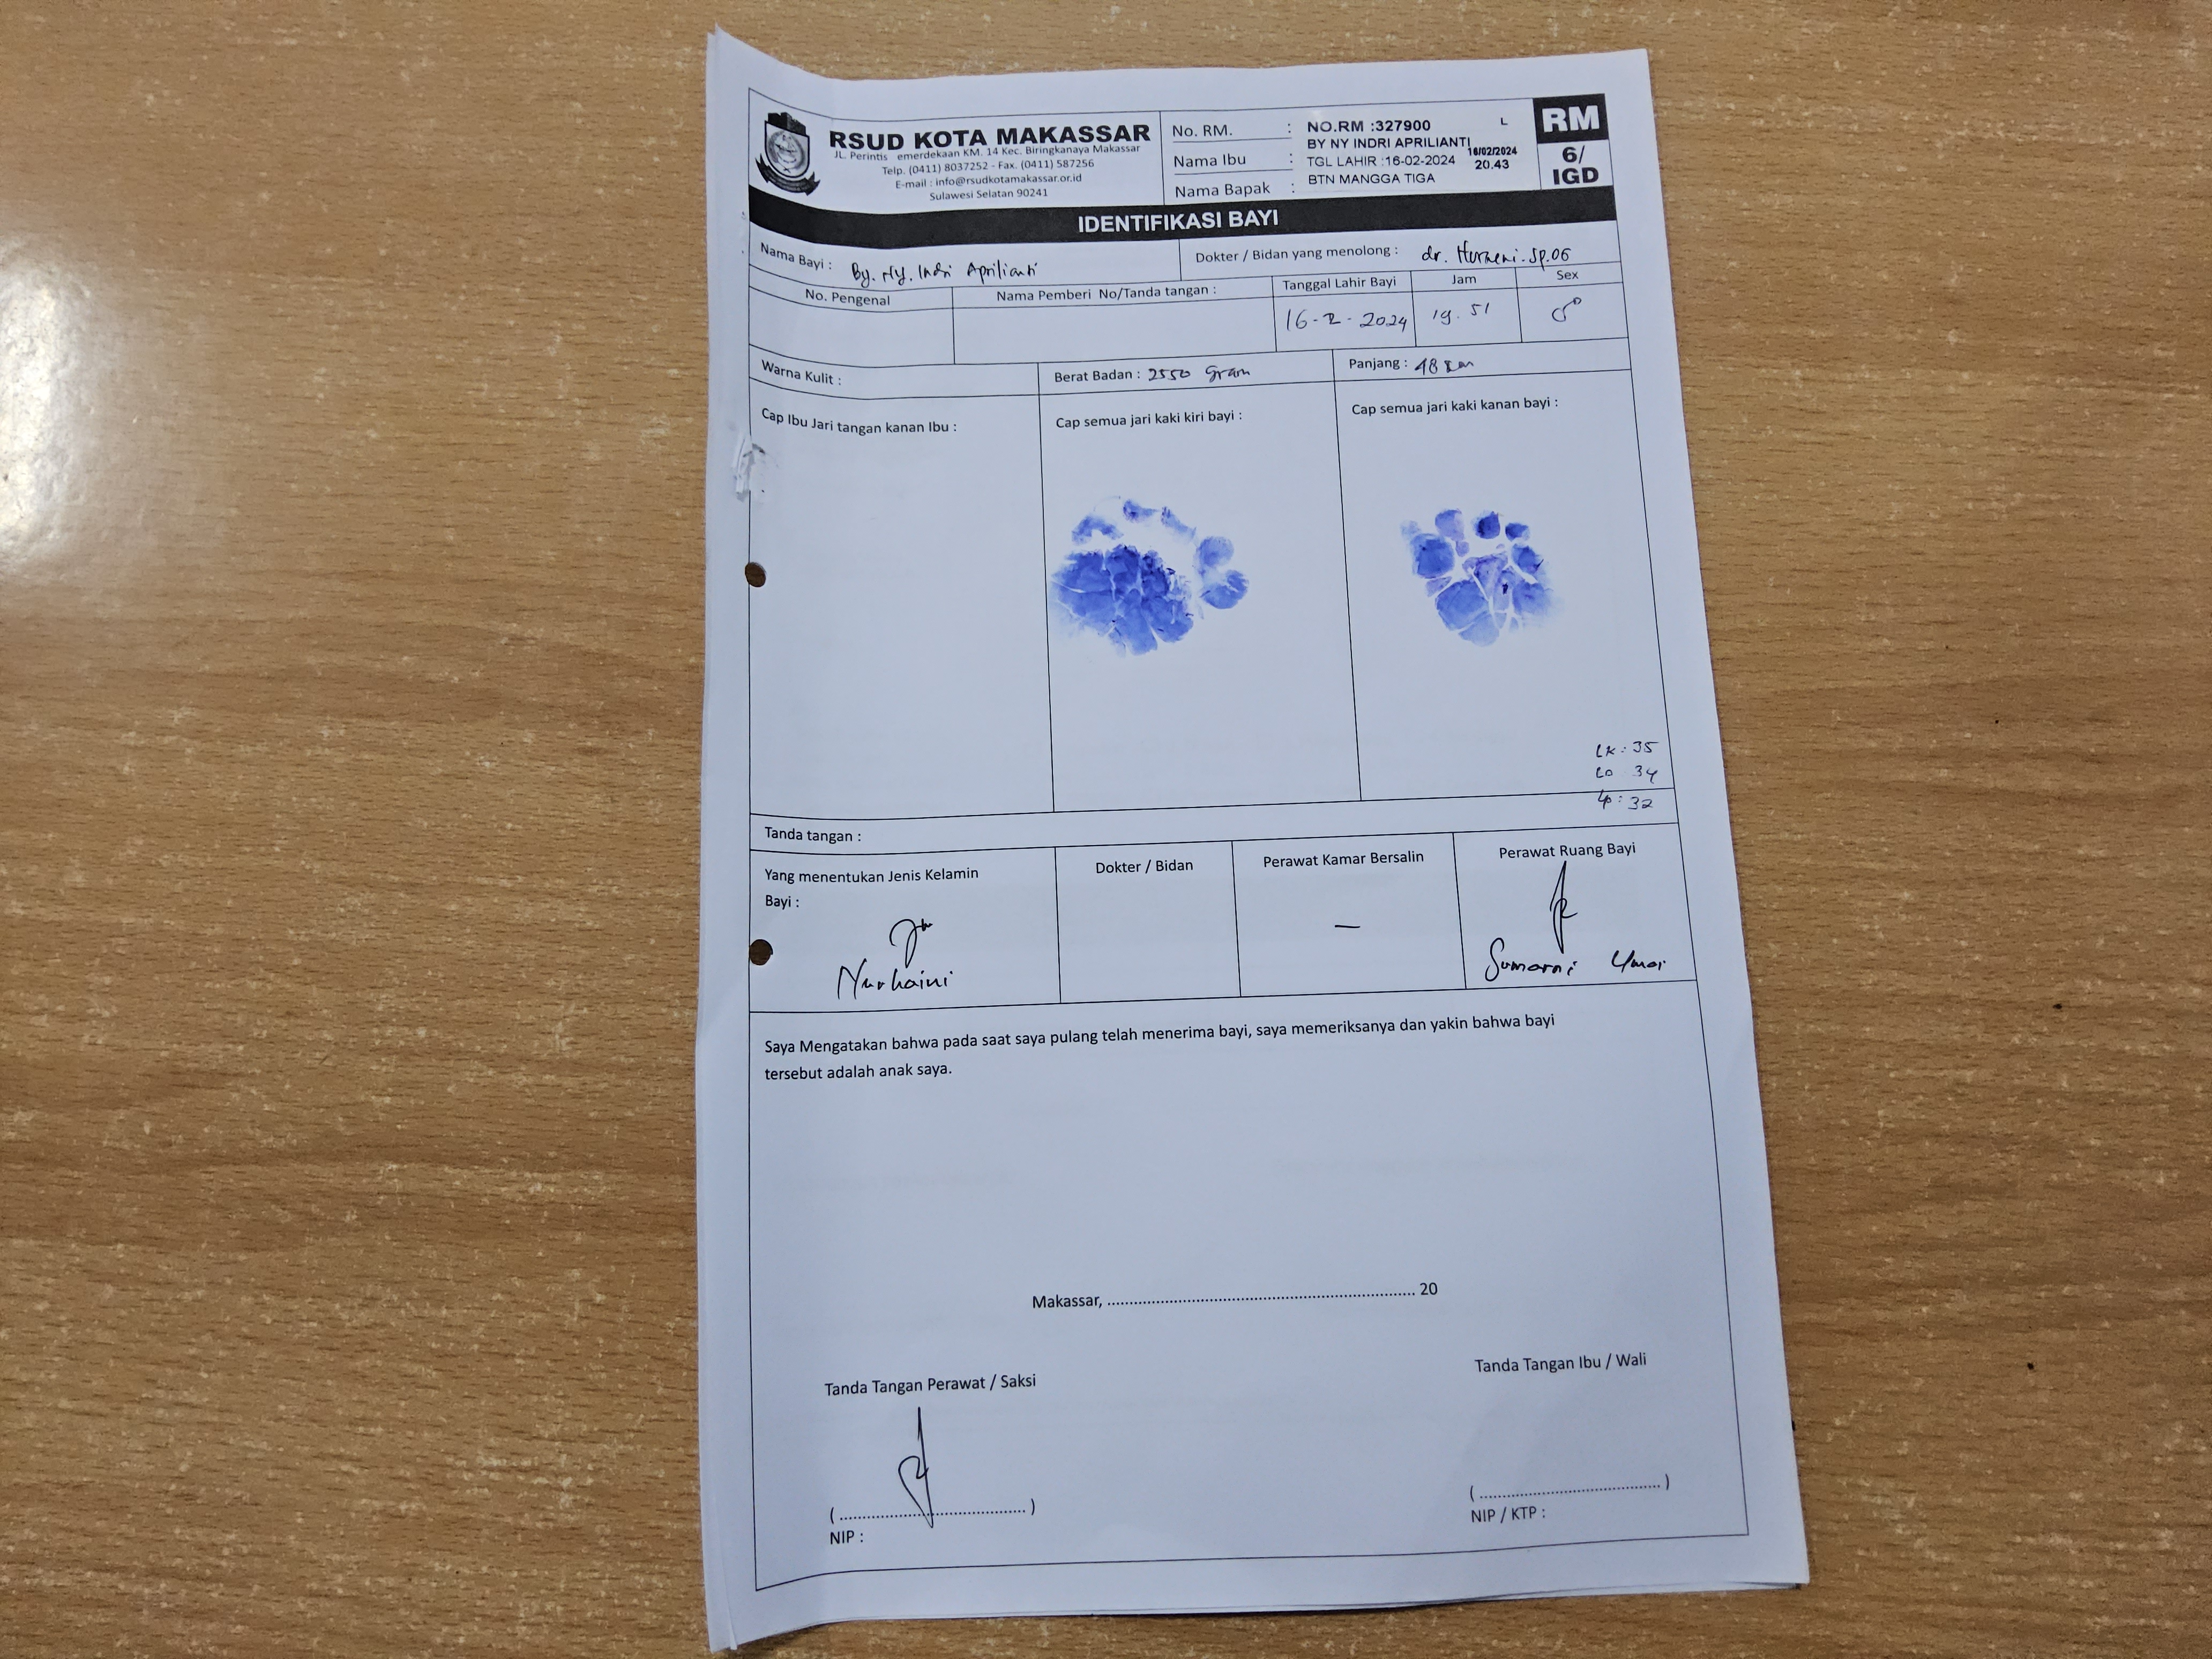 RSUD KOTA MAKASSAR
JL. Perintis emerdekaan KM. 14 Kec. Biringkanaya Makassar
Telp. (0411) 8037252 - Fax. (0411) 587256
E-mail : info@rsudkotamakassar.or.id
Sulawesi Selatan 90241
No. RM. : NO.RM :327900 L
Nama Ibu : BY NY INDRI APRILIANTI 16/02/2024
Nama Bapak : TGL LAHIR :16-02-2024 20.43
BTN MANGGA TIGA
RM
6/
IGD
IDENTIFIKASI BAYI
Nama Bayi : By. Ny. Indri Aprilianti
Dokter / Bidan yang menolong : dr.
No. Pengenal
Nama Pemberi No/Tanda tangan :
Tanggal Lahir Bayi
Jam
Sex
16-2-2024
19.51
♂
Warna Kulit :
Berat Badan : 2550 gram
Panjang : 48 cm
Cap Ibu Jari tangan kanan Ibu :
Cap semua jari kaki kiri bayi :
Cap semua jari kaki kanan bayi :
LK : 35
LD 34
LP : 32
Tanda tangan :
Yang menentukan Jenis Kelamin
Bayi :
Dokter / Bidan
Perawat Kamar Bersalin
Perawat Ruang Bayi
Nurhaini
–
Sumarni Umar
Saya Mengatakan bahwa pada saat saya pulang telah menerima bayi, saya memeriksanya dan yakin bahwa bayi
tersebut adalah anak saya.
Makassar, ................................................ 20
Tanda Tangan Perawat / Saksi
Tanda Tangan Ibu / Wali
(..............................)
(..............................)
NIP :
NIP / KTP :